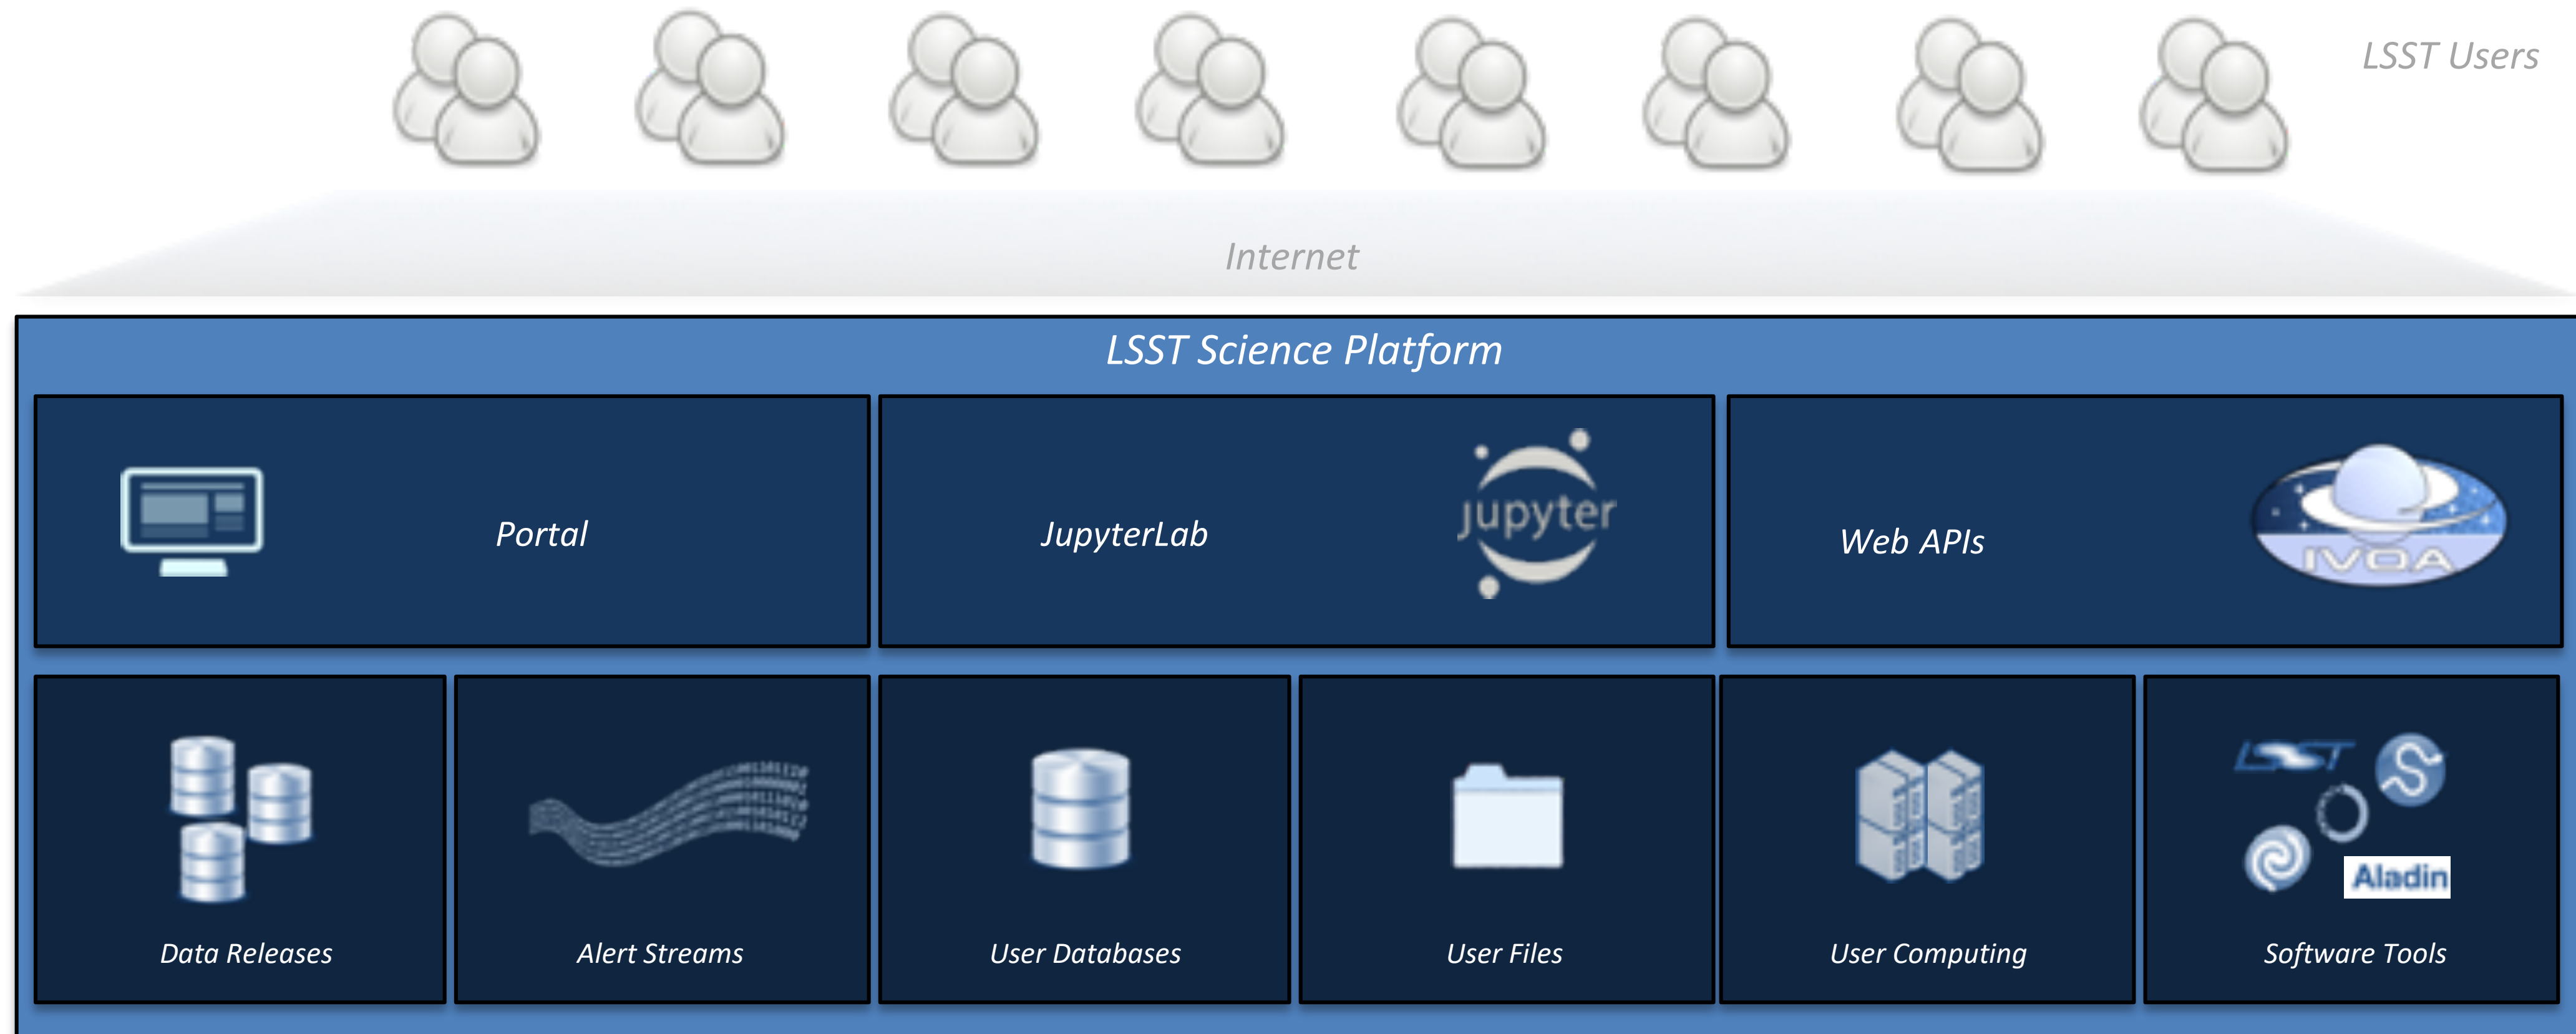 LSST Users
Internet
LSST Science Platform
Portal
JupyterLab
jupyter
Web APIs
IVOA
LSST
S
Aladin
Data Releases
Alert Streams
User Databases
User Files
User Computing
Software Tools